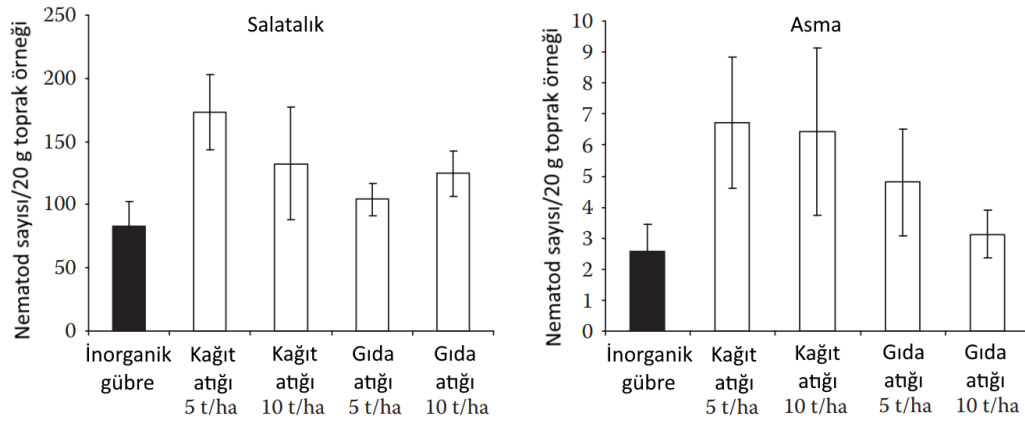 Salatalık
Nematod sayısı/20 g toprak örneği
250
200
150
100
50
0
İnorganik gübre
Kağıt atığı 5 t/ha
Kağıt atığı 10 t/ha
Gıda atığı 5 t/ha
Gıda atığı 10 t/ha
Asma
Nematod sayısı/20 g toprak örneği
10
9
8
7
6
5
4
3
2
1
0
İnorganik gübre
Kağıt atığı 5 t/ha
Kağıt atığı 10 t/ha
Gıda atığı 5 t/ha
Gıda atığı 10 t/ha